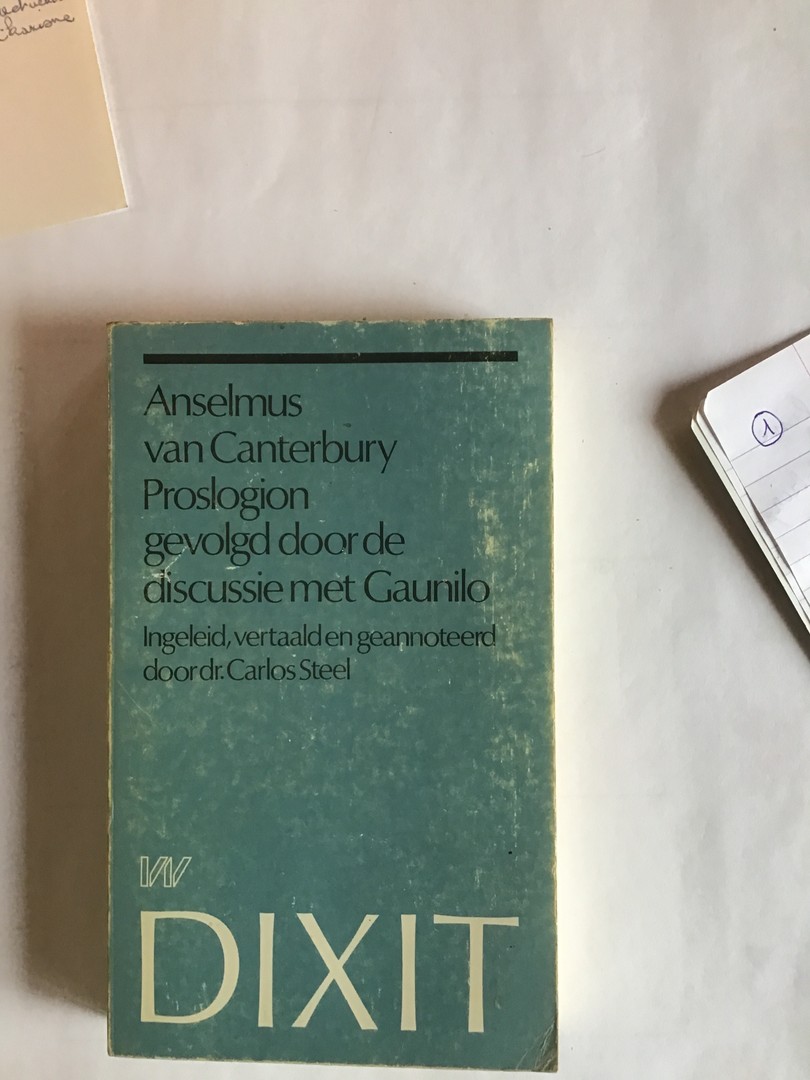 Anselmus
van Canterbury
Proslogion
gevolgd door de
discussie met Gaunilo
Ingeleid, vertaald en geannoteerd
door dr. Carlos Steel
DIXIT
1